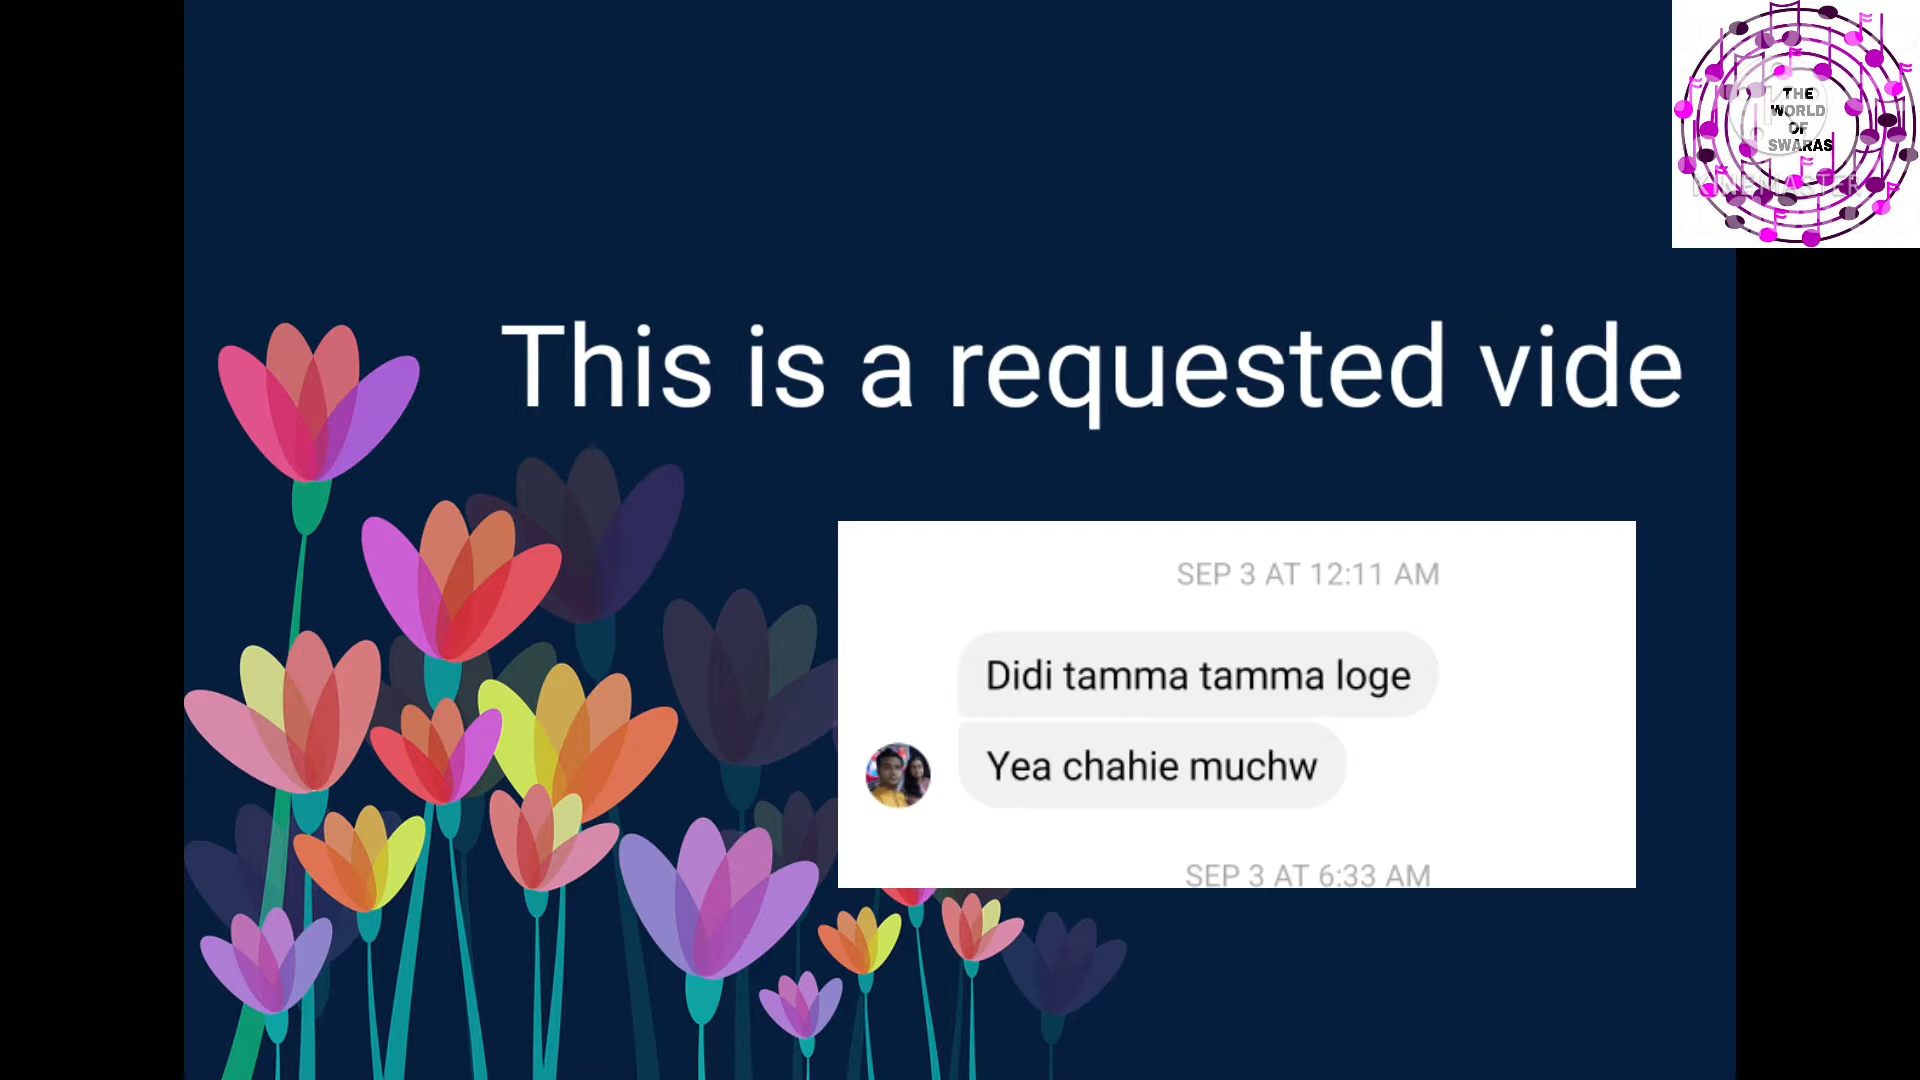 THE
WORLD
OF
SWARAS
KINEMASTER
This is a requested vide
SEP 3 AT 12:11 AM
Didi tamma tamma loge
Yea chahie muchw
SEP 3 AT 6:33 AM